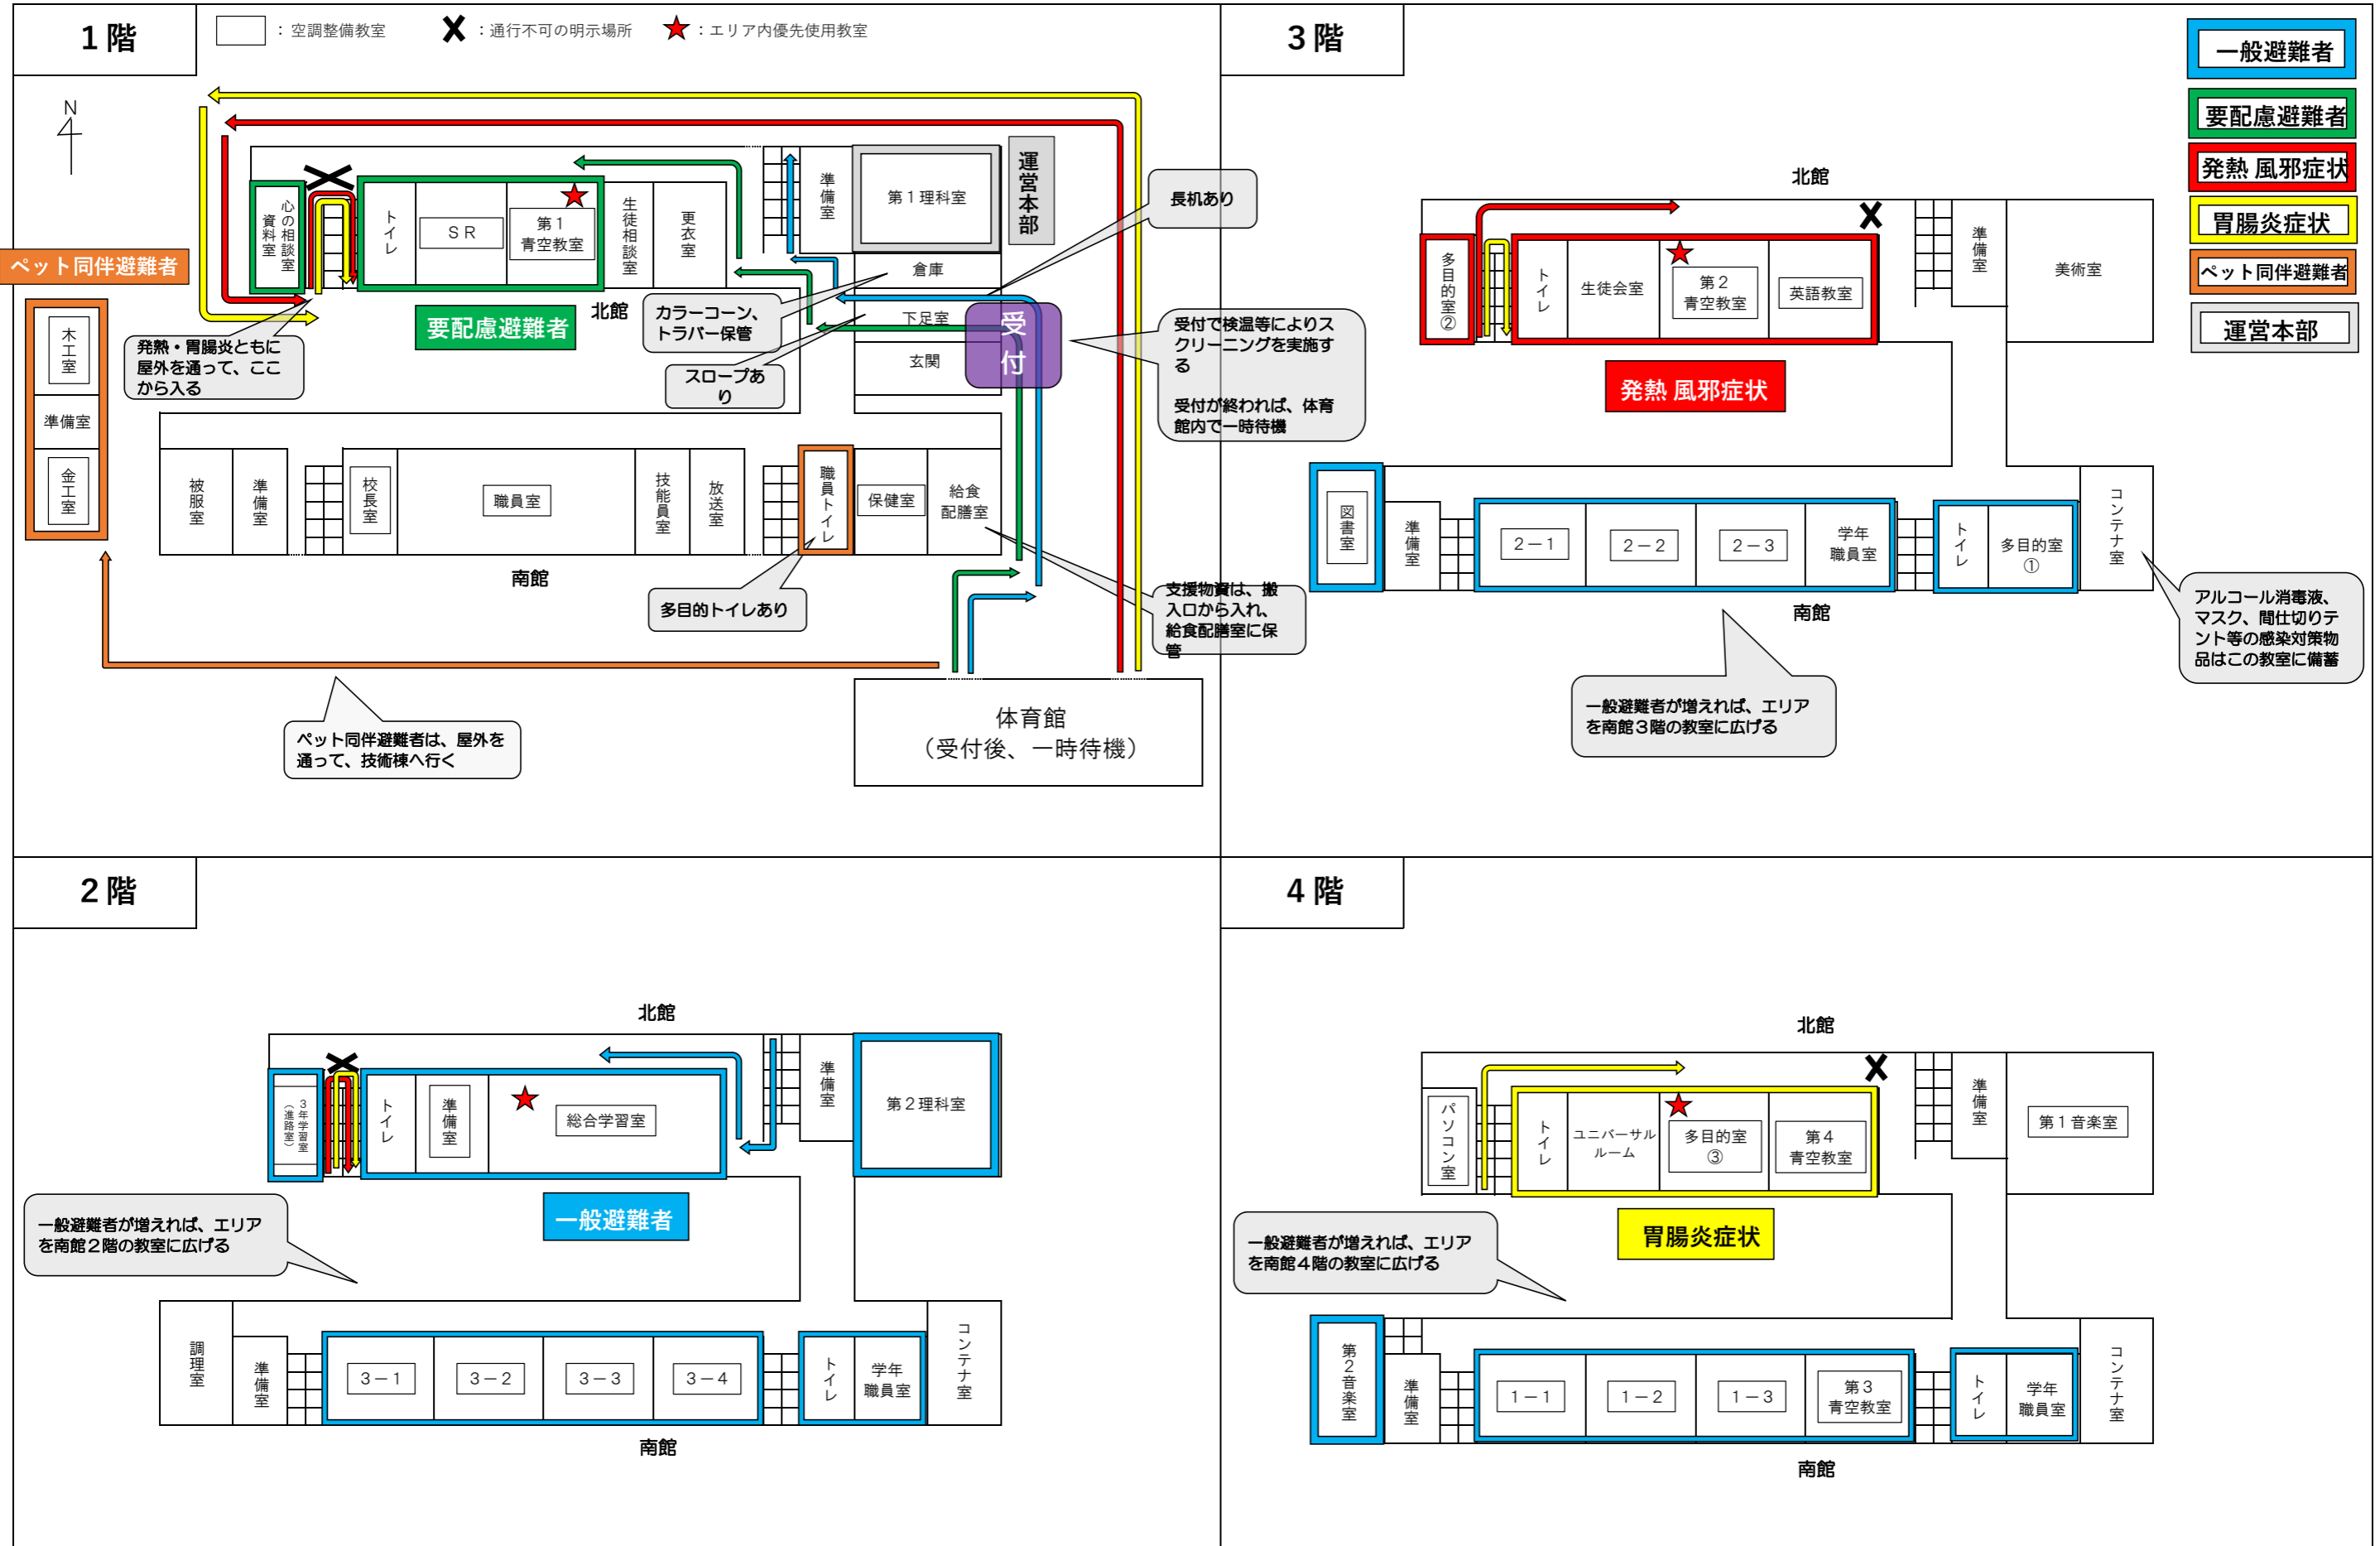 １階
：空調整備教室
：通行不可の明示場所
：エリア内優先使用教室
N
心の相談室
資料室
トイレ
ＳＲ
第１
青空教室
生徒相談室
更衣室
準備室
第１理科室
運営本部
長机あり
ペット同伴避難者
倉庫
カラーコーン、
トラバー保管
北館
要配慮避難者
下足室
受付
玄関
スロープあ
り
発熱・胃腸炎ともに
屋外を通って、ここ
から入る
受付で検温等によりス
クリーニングを実施す
る
受付が終われば、体育
館内で一時待機
木工室
準備室
金工室
被服室
準備室
校長室
職員室
技能員室
放送室
職員トイレ
保健室
給食
配膳室
南館
多目的トイレあり
支援物資は、搬
入口から入れ、
給食配膳室に保
管
ペット同伴避難者は、屋外を
通って、技術棟へ行く
体育館
（受付後、一時待機）
３階
一般避難者
要配慮避難者
発熱 風邪症状
胃腸炎症状
ペット同伴避難者
運営本部
北館
多目的室②
トイレ
生徒会室
第２
青空教室
英語教室
準備室
美術室
発熱 風邪症状
図書室
準備室
２－１
２－２
２－３
学年
職員室
トイレ
多目的室
①
コンテナ室
南館
アルコール消毒液、
マスク、間仕切りテ
ント等の感染対策物
品はこの教室に備蓄
一般避難者が増えれば、エリア
を南館３階の教室に広げる
２階
北館
３年学習室
（進路室）
トイレ
準備室
総合学習室
準備室
第２理科室
一般避難者
一般避難者が増えれば、エリア
を南館２階の教室に広げる
調理室
準備室
３－１
３－２
３－３
３－４
トイレ
学年
職員室
コンテナ室
南館
４階
北館
パソコン室
トイレ
ユニバーサル
ルーム
多目的室
③
第４
青空教室
準備室
第１音楽室
胃腸炎症状
一般避難者が増えれば、エリア
を南館４階の教室に広げる
第２音楽室
準備室
１－１
１－２
１－３
第３
青空教室
トイレ
学年
職員室
コンテナ室
南館